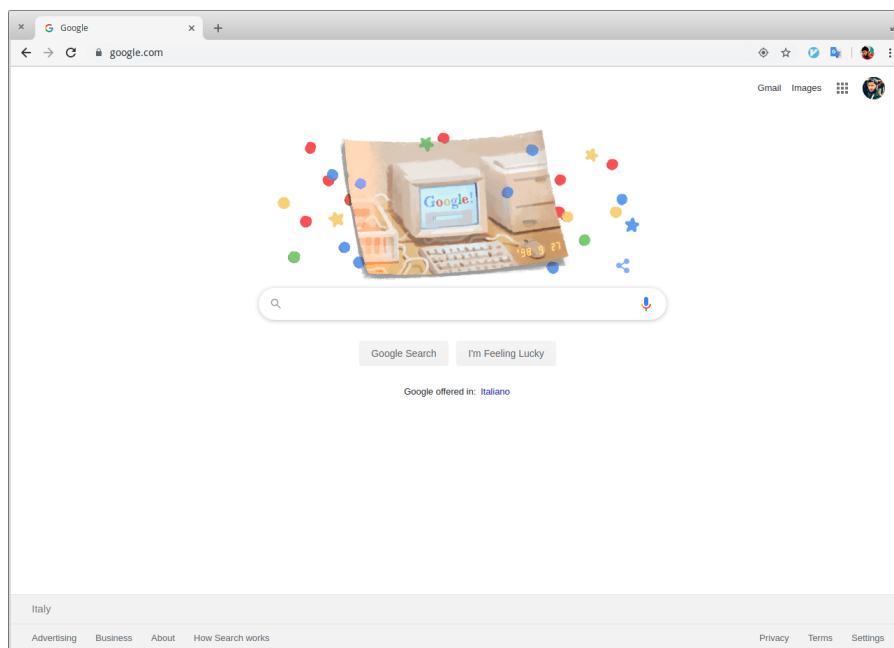 Google
google.com
Gmail Images
Google!
'98 9 27
Google Search I'm Feeling Lucky
Google offered in: Italiano
Italy
Advertising Business About How Search works Privacy Terms Settings